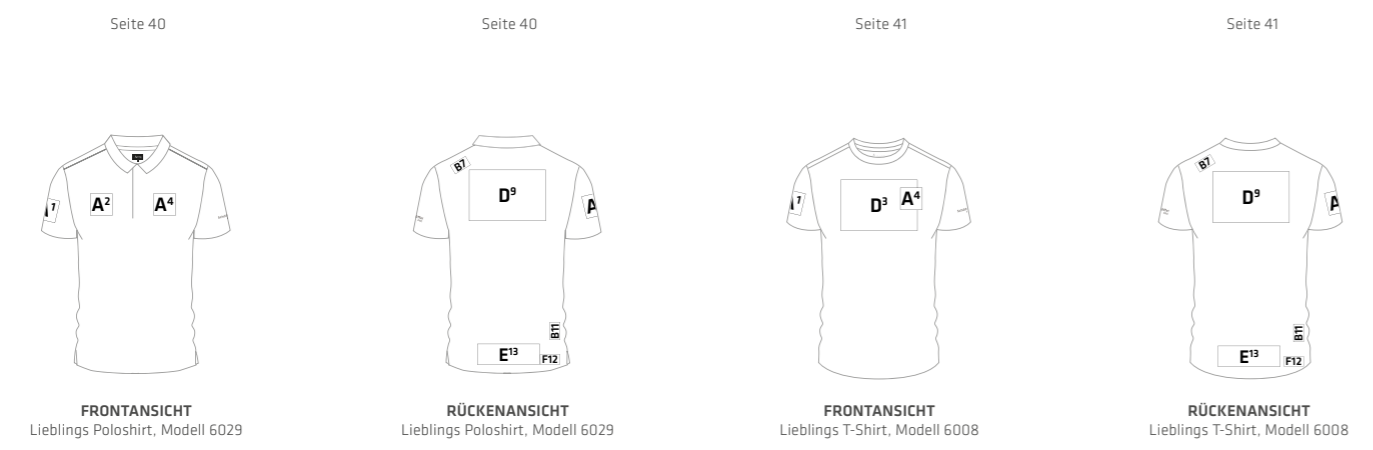 Seite 40
Seite 40
Seite 41
Seite 41
1
A2
A4
B7
D9
A
B11
E13
F12
1
D3
A4
B7
D9
A
B11
E13
F12
FRONTANSICHT
Lieblings Poloshirt, Modell 6029
RÜCKENANSICHT
Lieblings Poloshirt, Modell 6029
FRONTANSICHT
Lieblings T-Shirt, Modell 6008
RÜCKENANSICHT
Lieblings T-Shirt, Modell 6008